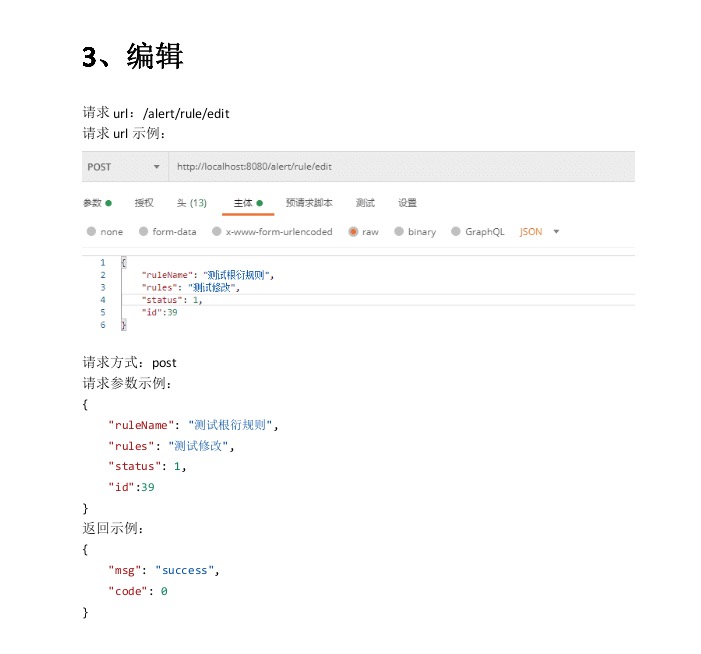 3、编辑
请求 url：/alert/rule/edit
请求 url 示例：
POST http://localhost:8080/alert/rule/edit
参数 授权 头 (13) 主体 预请求脚本 测试 设置
none form-data x-www-form-urlencoded raw binary GraphQL JSON
1 {
2 "ruleName": "测试根衍规则",
3 "rules": "测试修改",
4 "status": 1,
5 "id":39
6 }
请求方式：post
请求参数示例：
{
"ruleName": "测试根衍规则",
"rules": "测试修改",
"status": 1,
"id":39
}
返回示例：
{
"msg": "success",
"code": 0
}